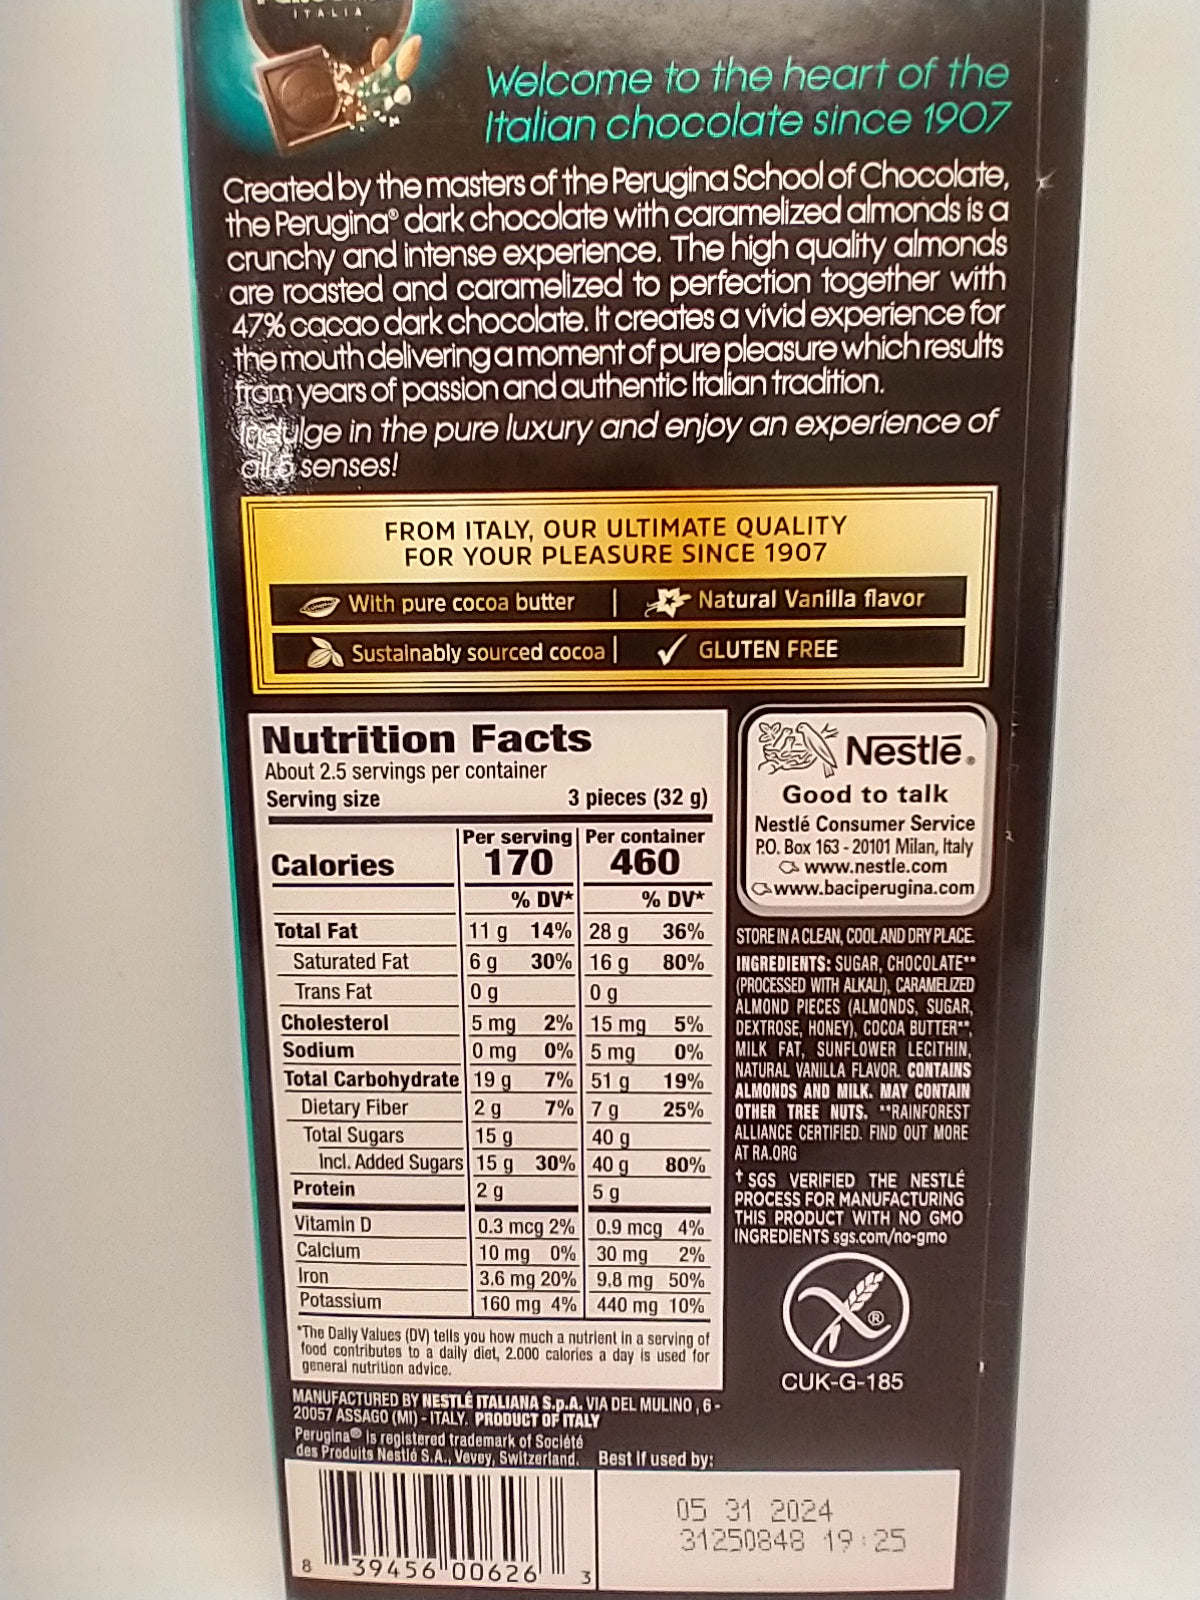 ITALIA
Welcome to the heart of the
Italian chocolate since 1907
Created by the masters of the Perugina School of Chocolate,
the Perugina® dark chocolate with caramelized almonds is a
crunchy and intense experience. The high quality almonds
are roasted and caramelized to perfection together with
47% cacao dark chocolate. It creates a vivid experience for
the mouth delivering a moment of pure pleasure which results
from years of passion and authentic Italian tradition.
Indulge in the pure luxury and enjoy an experience of
all 5 senses!
FROM ITALY, OUR ULTIMATE QUALITY
FOR YOUR PLEASURE SINCE 1907
With pure cocoa butter | Natural Vanilla flavor
Sustainably sourced cocoa | GLUTEN FREE
Nutrition Facts
About 2.5 servings per container
Serving size 3 pieces (32 g)
Per serving Per container
Calories 170 460
% DV* % DV*
Total Fat 11 g 14% 28 g 36%
Saturated Fat 6 g 30% 16 g 80%
Trans Fat 0 g 0 g
Cholesterol 5 mg 2% 15 mg 5%
Sodium 0 mg 0% 5 mg 0%
Total Carbohydrate 19 g 7% 51 g 19%
Dietary Fiber 2 g 7% 7 g 25%
Total Sugars 15 g 40 g
Incl. Added Sugars 15 g 30% 40 g 80%
Protein 2 g 5 g
Vitamin D 0.3 mcg 2% 0.9 mcg 4%
Calcium 10 mg 0% 30 mg 2%
Iron 3.6 mg 20% 9.8 mg 50%
Potassium 160 mg 4% 440 mg 10%
*The Daily Values (DV) tells you how much a nutrient in a serving of
food contributes to a daily diet, 2.000 calories a day is used for
general nutrition advice.
Nestlé®
Good to talk
Nestlé Consumer Service
P.O. Box 163 - 20101 Milan, Italy
www.nestle.com
www.baciperugina.com
STORE IN A CLEAN, COOL AND DRY PLACE.
INGREDIENTS: SUGAR, CHOCOLATE**
(PROCESSED WITH ALKALI), CARAMELIZED
ALMOND PIECES (ALMONDS, SUGAR,
DEXTROSE, HONEY), COCOA BUTTER**,
MILK FAT, SUNFLOWER LECITHIN,
NATURAL VANILLA FLAVOR. CONTAINS
ALMONDS AND MILK. MAY CONTAIN
OTHER TREE NUTS. **RAINFOREST
ALLIANCE CERTIFIED. FIND OUT MORE
AT RA.ORG
† SGS VERIFIED THE NESTLÉ
PROCESS FOR MANUFACTURING
THIS PRODUCT WITH NO GMO
INGREDIENTS sgs.com/no-gmo
®
CUK-G-185
MANUFACTURED BY NESTLÉ ITALIANA S.p.A. VIA DEL MULINO , 6 -
20057 ASSAGO (MI) - ITALY. PRODUCT OF ITALY
Perugina® is registered trademark of Société
des Produits Nestlé S.A., Vevey, Switzerland.
Best if used by:
05 31 2024
31250848 19:25
8 39456 00626 3